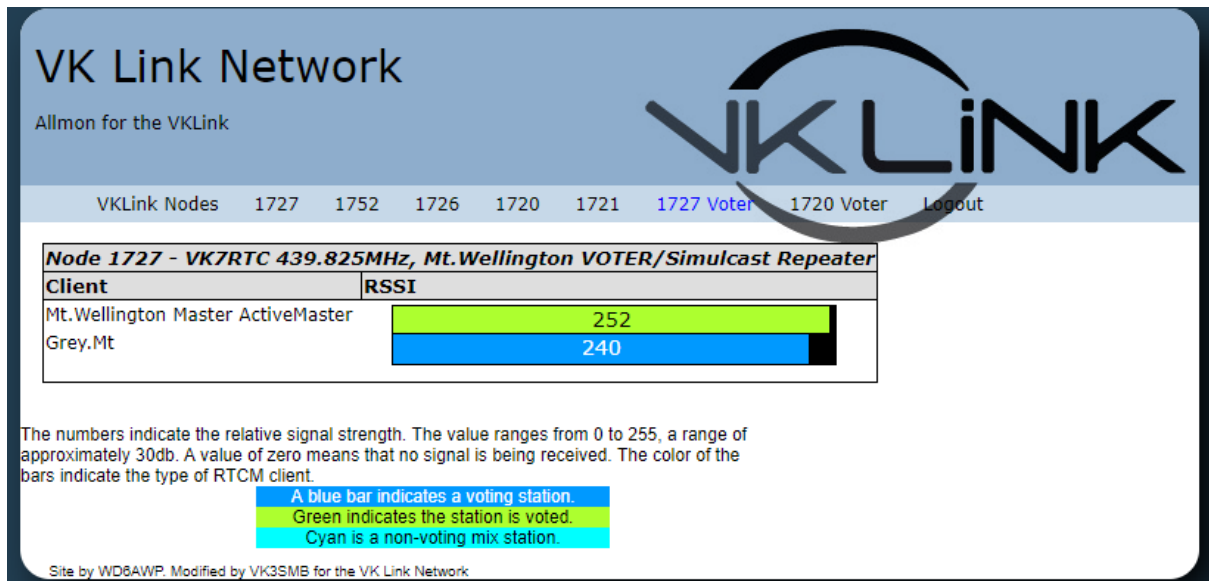 VK Link Network
Allmon for the VKLink
VKLiNK
VKLink Nodes 1727 1752 1726 1720 1721 1727 Voter 1720 Voter Logout
Node 1727 - VK7RTC 439.825MHz, Mt.Wellington VOTER/Simulcast Repeater
Client RSSI
Mt.Wellington Master ActiveMaster 252
Grey.Mt 240
The numbers indicate the relative signal strength. The value ranges from 0 to 255, a range of
approximately 30db. A value of zero means that no signal is being received. The color of the
bars indicate the type of RTCM client.
A blue bar indicates a voting station.
Green indicates the station is voted.
Cyan is a non-voting mix station.
Site by WD6AWP. Modified by VK3SMB for the VK Link Network